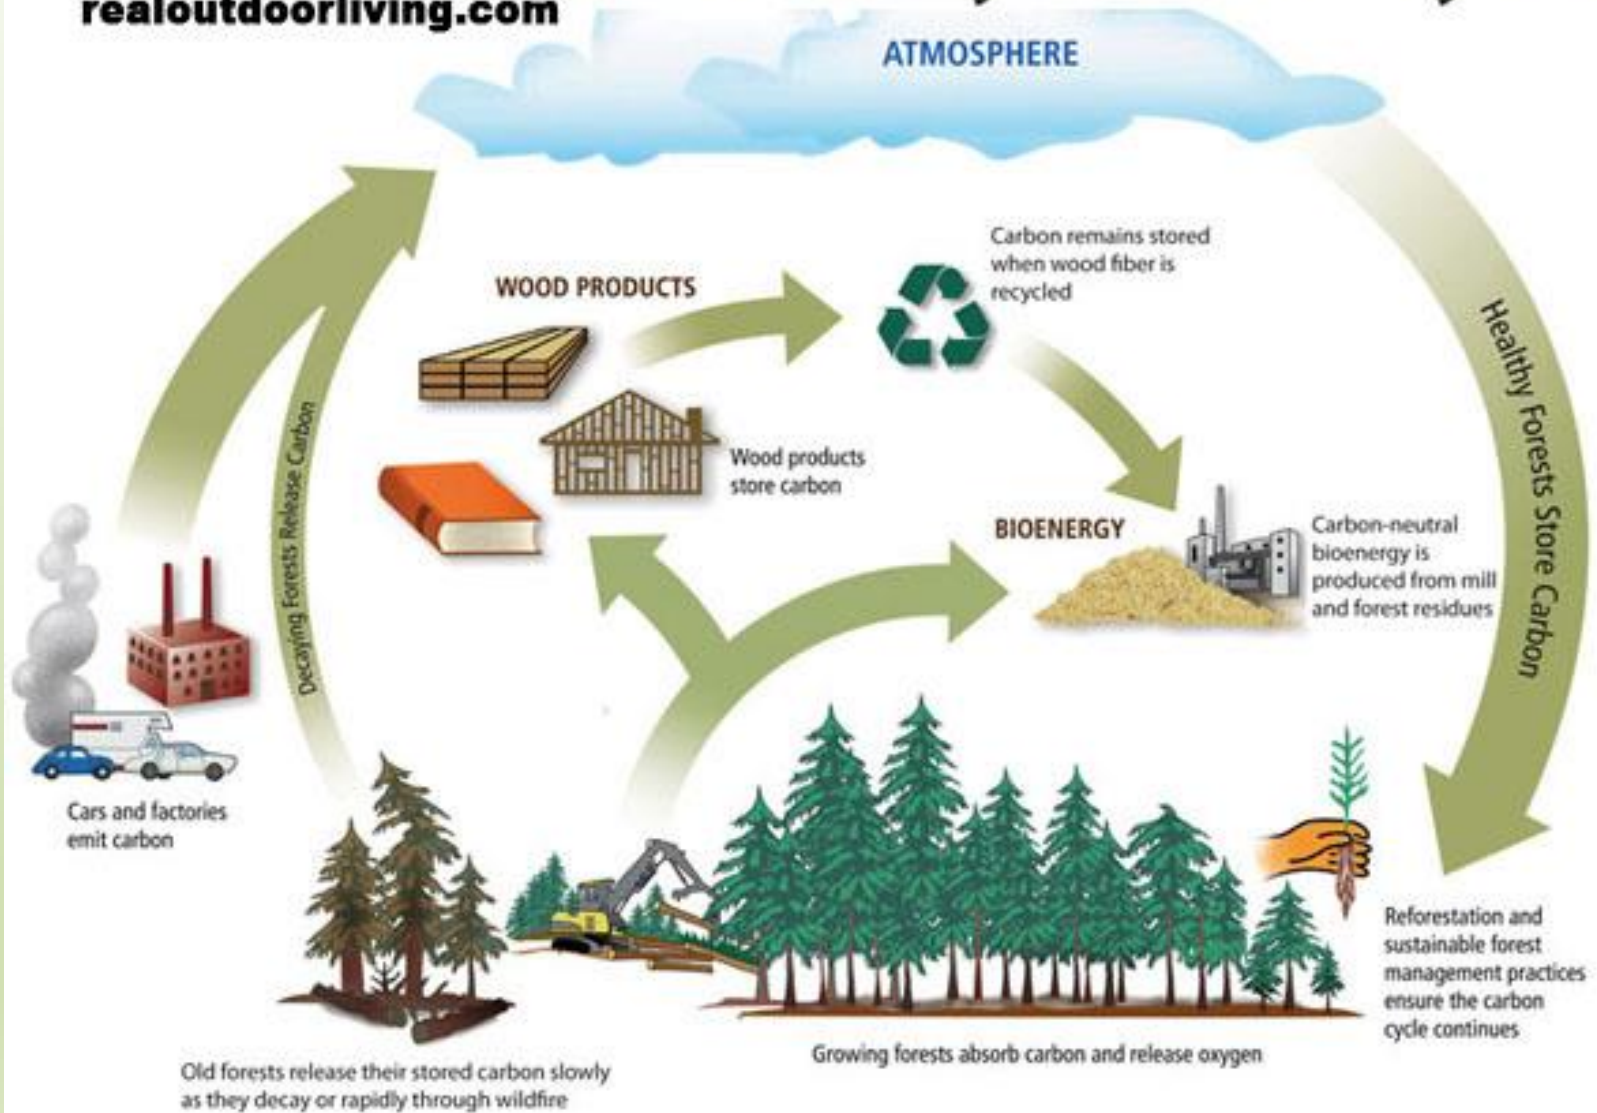 realoutdoorliving.com
ATMOSPHERE
Carbon remains stored
when wood fiber is
recycled
WOOD PRODUCTS
Healthy Forests Store Carbon
Decaying Forests Release Carbon
Wood products
store carbon
BIOENERGY
Carbon-neutral
bioenergy is
produced from mill
and forest residues
Cars and factories
emit carbon
Reforestation and
sustainable forest
management practices
ensure the carbon
cycle continues
Growing forests absorb carbon and release oxygen
Old forests release their stored carbon slowly
as they decay or rapidly through wildfire